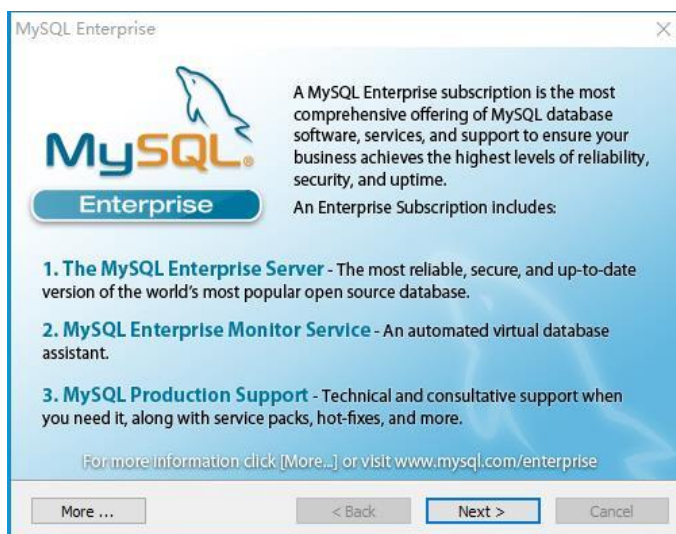 MySQL Enterprise
A MySQL Enterprise subscription is the most
comprehensive offering of MySQL database
software, services, and support to ensure your
business achieves the highest levels of reliability,
security, and uptime.
An Enterprise Subscription includes:
MySQL®
Enterprise
1. The MySQL Enterprise Server - The most reliable, secure, and up-to-date
version of the world's most popular open source database.
2. MySQL Enterprise Monitor Service - An automated virtual database
assistant.
3. MySQL Production Support - Technical and consultative support when
you need it, along with service packs, hot-fixes, and more.
For more information click [More...] or visit www.mysql.com/enterprise
More ...
< Back
Next >
Cancel